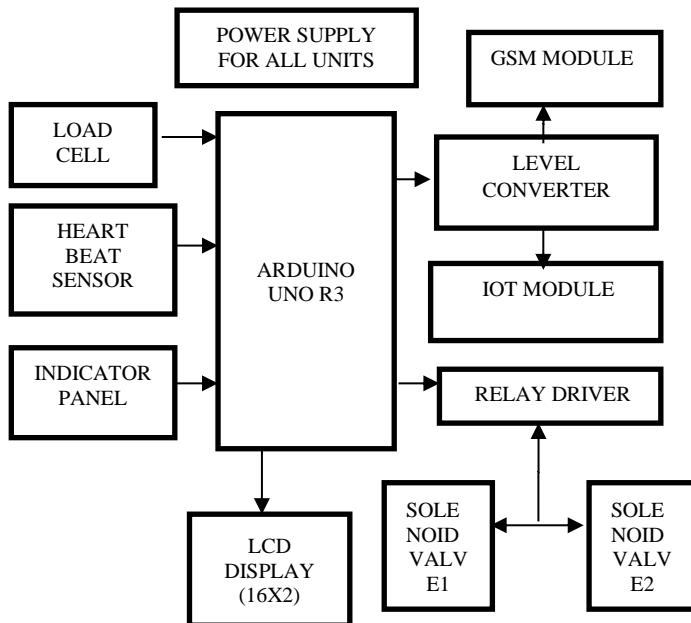 POWER SUPPLY
FOR ALL UNITS
GSM MODULE
LOAD
CELL
LEVEL
CONVERTER
HEART
BEAT
SENSOR
ARDUINO
UNO R3
IOT MODULE
INDICATOR
PANEL
RELAY DRIVER
LCD
DISPLAY
(16X2)
SOLE
NOID
VALV
E1
SOLE
NOID
VALV
E2